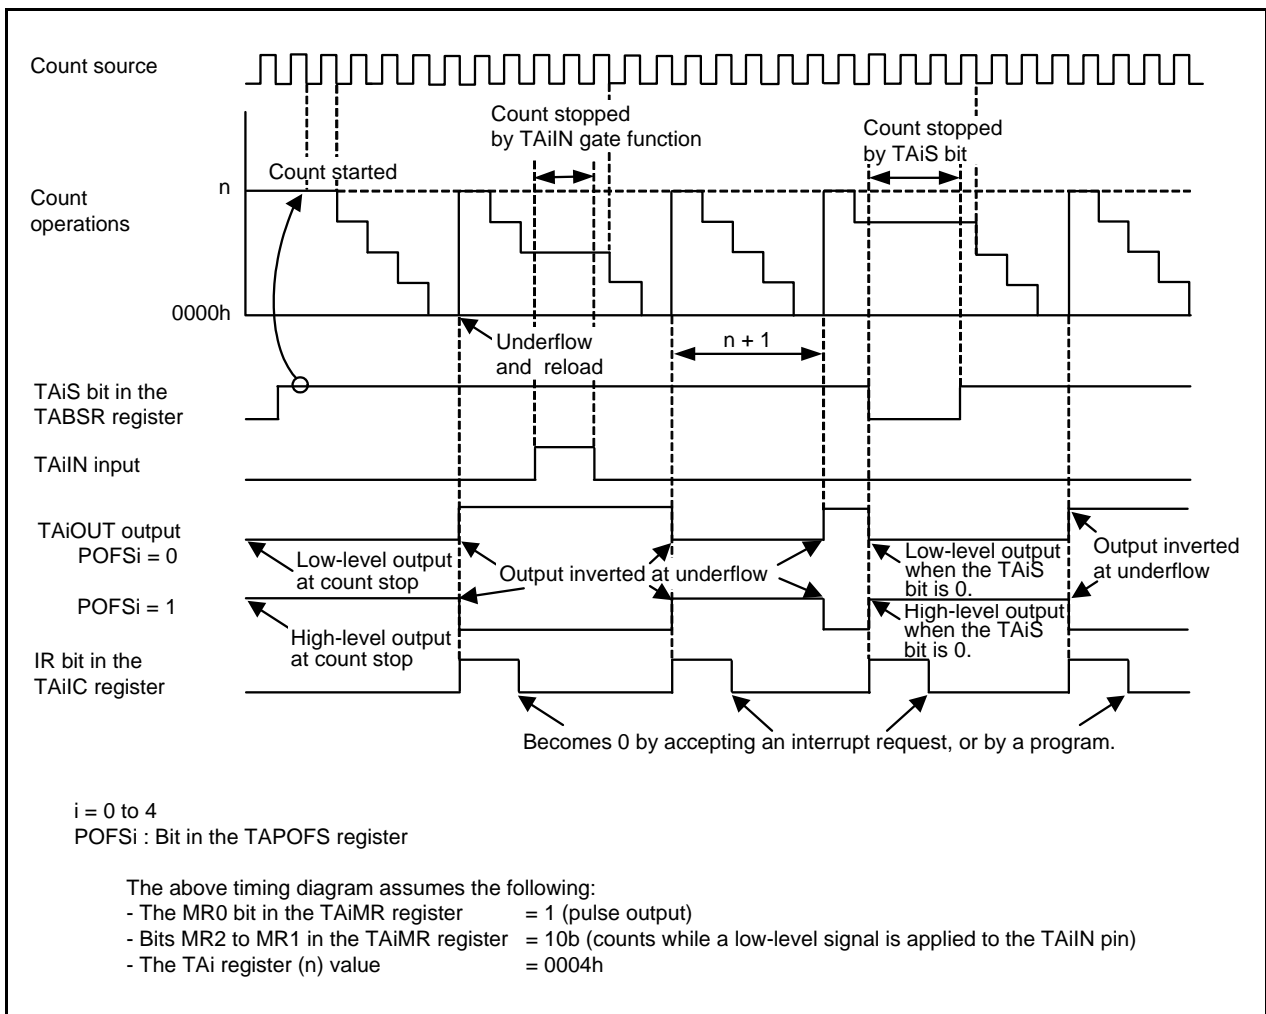 Count source
Count stopped
by TAiIN gate function
Count stopped
by TAiS bit
Count started
n
Count
operations
0000h
Underflow
and reload
n + 1
TAiS bit in the
TABSR register
TAiIN input
TAiOUT output
POFSi = 0
Low-level output
at count stop
Output inverted at underflow
Low-level output
when the TAiS
bit is 0.
Output inverted
at underflow
POFSi = 1
High-level output
at count stop
High-level output
when the TAiS
bit is 0.
IR bit in the
TAiIC register
Becomes 0 by accepting an interrupt request, or by a program.
i = 0 to 4
POFSi : Bit in the TAPOFS register
The above timing diagram assumes the following:
- The MR0 bit in the TAiMR register = 1 (pulse output)
- Bits MR2 to MR1 in the TAiMR register = 10b (counts while a low-level signal is applied to the TAiIN pin)
- The TAi register (n) value = 0004h